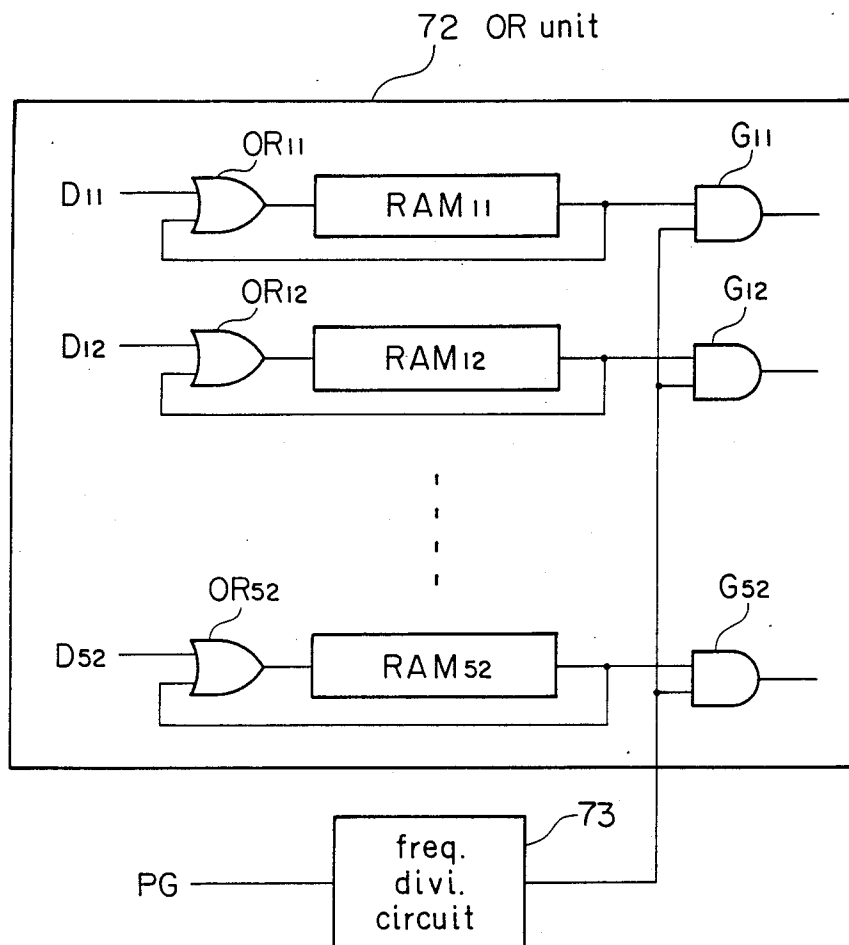 72 OR unit
OR11
G11
D11
RAM11
OR12
G12
D12
RAM12
OR52
G52
D52
RAM52
73
PG
freq.
divi.
circuit